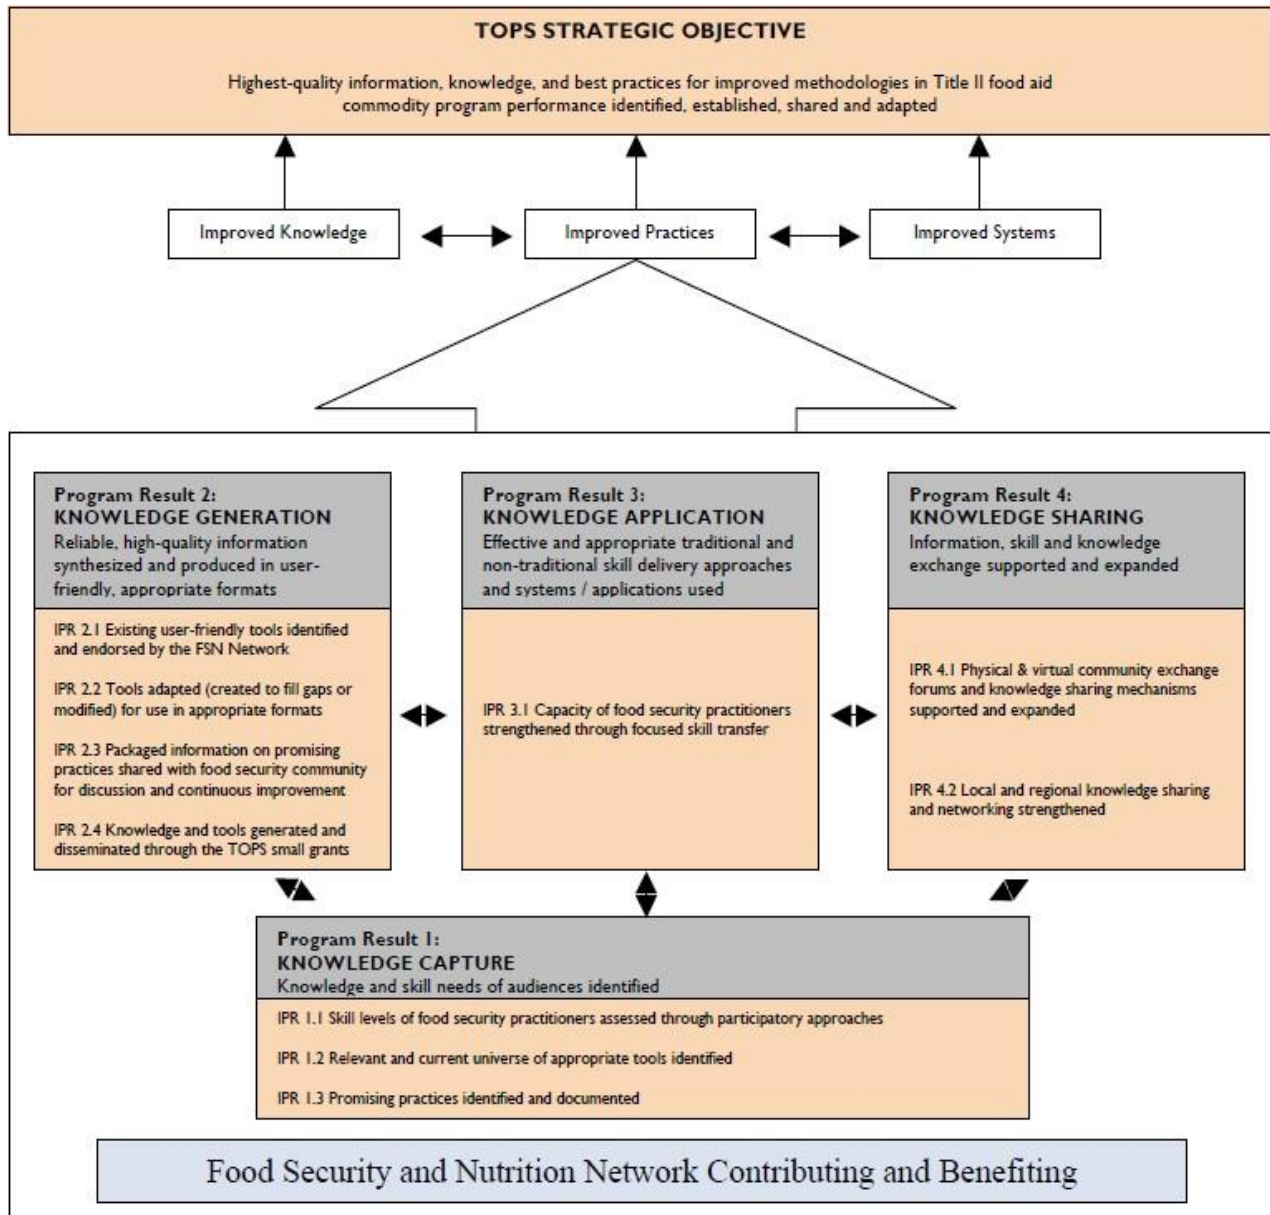 TOPS STRATEGIC OBJECTIVE
Highest-quality information, knowledge, and best practices for improved methodologies in Title II food aid
commodity program performance identified, established, shared and adapted
Improved Knowledge
Improved Practices
Improved Systems
Program Result 2:
KNOWLEDGE GENERATION
Reliable, high-quality information
synthesized and produced in user-
friendly, appropriate formats
IPR 2.1 Existing user-friendly tools identified
and endorsed by the FSN Network
IPR 2.2 Tools adapted (created to fill gaps or
modified) for use in appropriate formats
IPR 2.3 Packaged information on promising
practices shared with food security community
for discussion and continuous improvement
IPR 2.4 Knowledge and tools generated and
disseminated through the TOPS small grants
Program Result 3:
KNOWLEDGE APPLICATION
Effective and appropriate traditional and
non-traditional skill delivery approaches
and systems / applications used
IPR 3.1 Capacity of food security practitioners
strengthened through focused skill transfer
Program Result 4:
KNOWLEDGE SHARING
Information, skill and knowledge
exchange supported and expanded
IPR 4.1 Physical & virtual community exchange
forums and knowledge sharing mechanisms
supported and expanded
IPR 4.2 Local and regional knowledge sharing
and networking strengthened
Program Result 1:
KNOWLEDGE CAPTURE
Knowledge and skill needs of audiences identified
IPR 1.1 Skill levels of food security practitioners assessed through participatory approaches
IPR 1.2 Relevant and current universe of appropriate tools identified
IPR 1.3 Promising practices identified and documented
Food Security and Nutrition Network Contributing and Benefiting